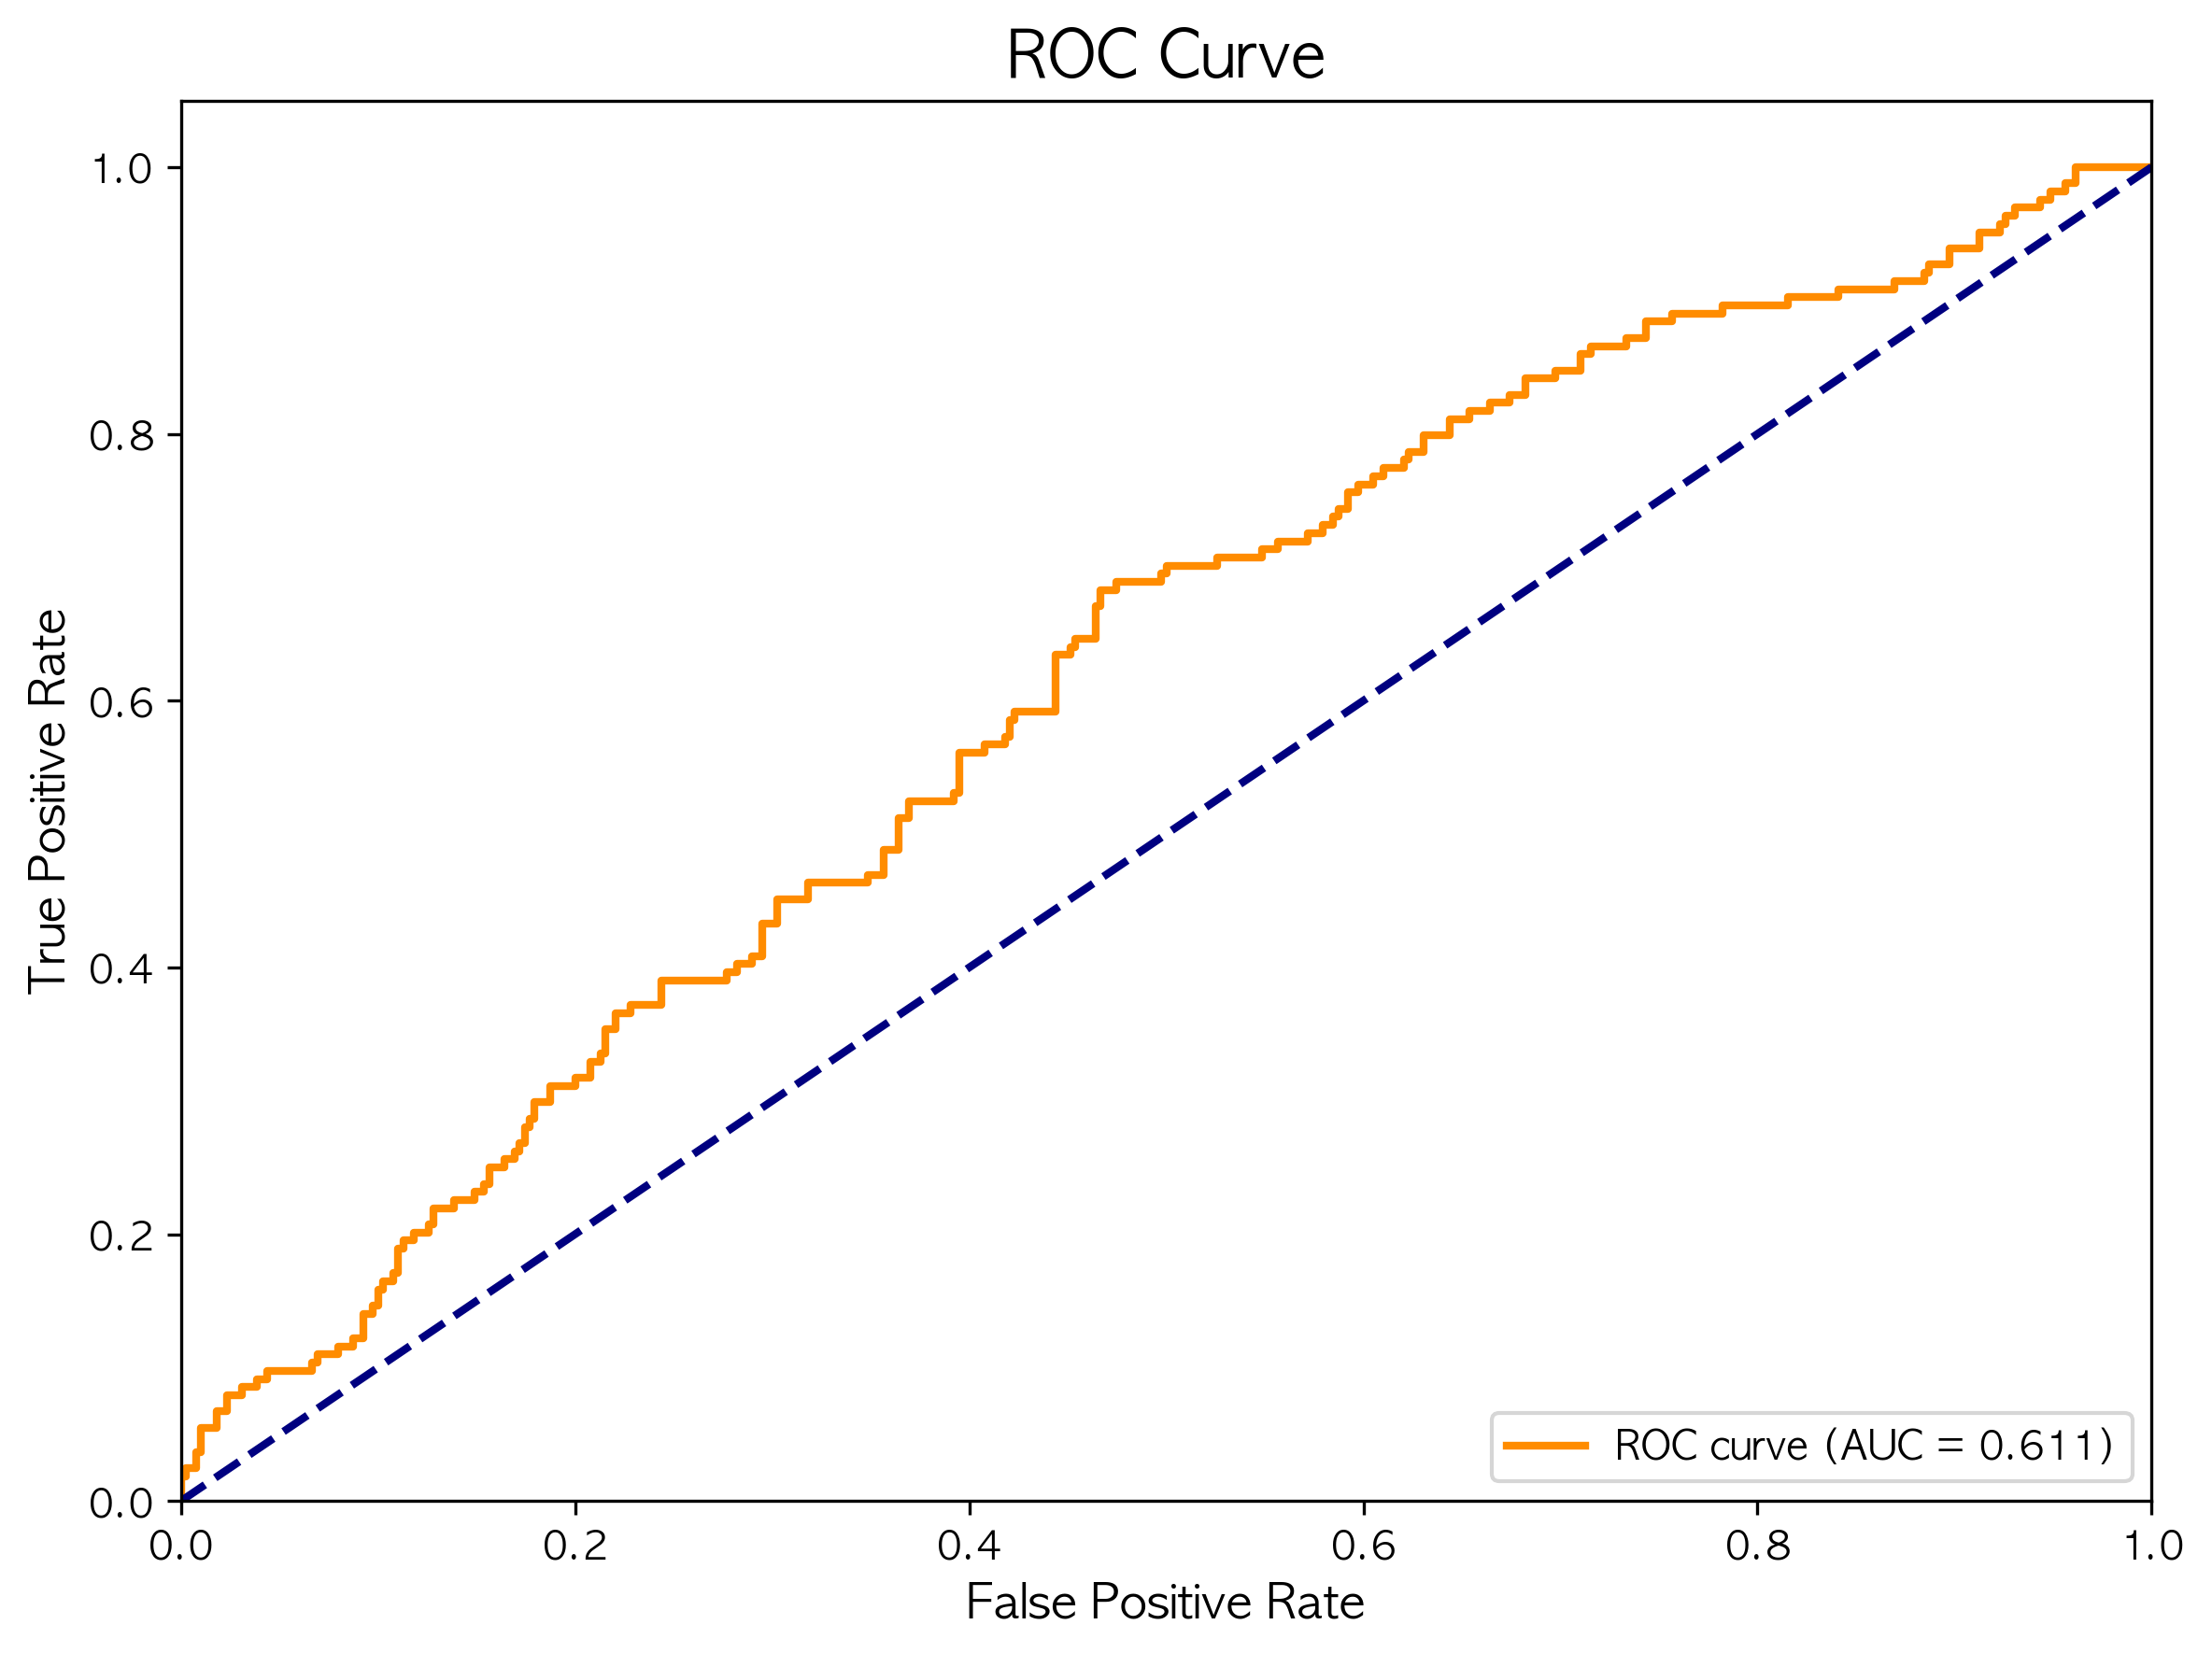 ROC Curve
True Positive Rate
1.0
0.8
0.6
0.4
0.2
0.0
0.0 0.2 0.4 0.6 0.8 1.0
False Positive Rate
ROC curve (AUC = 0.611)